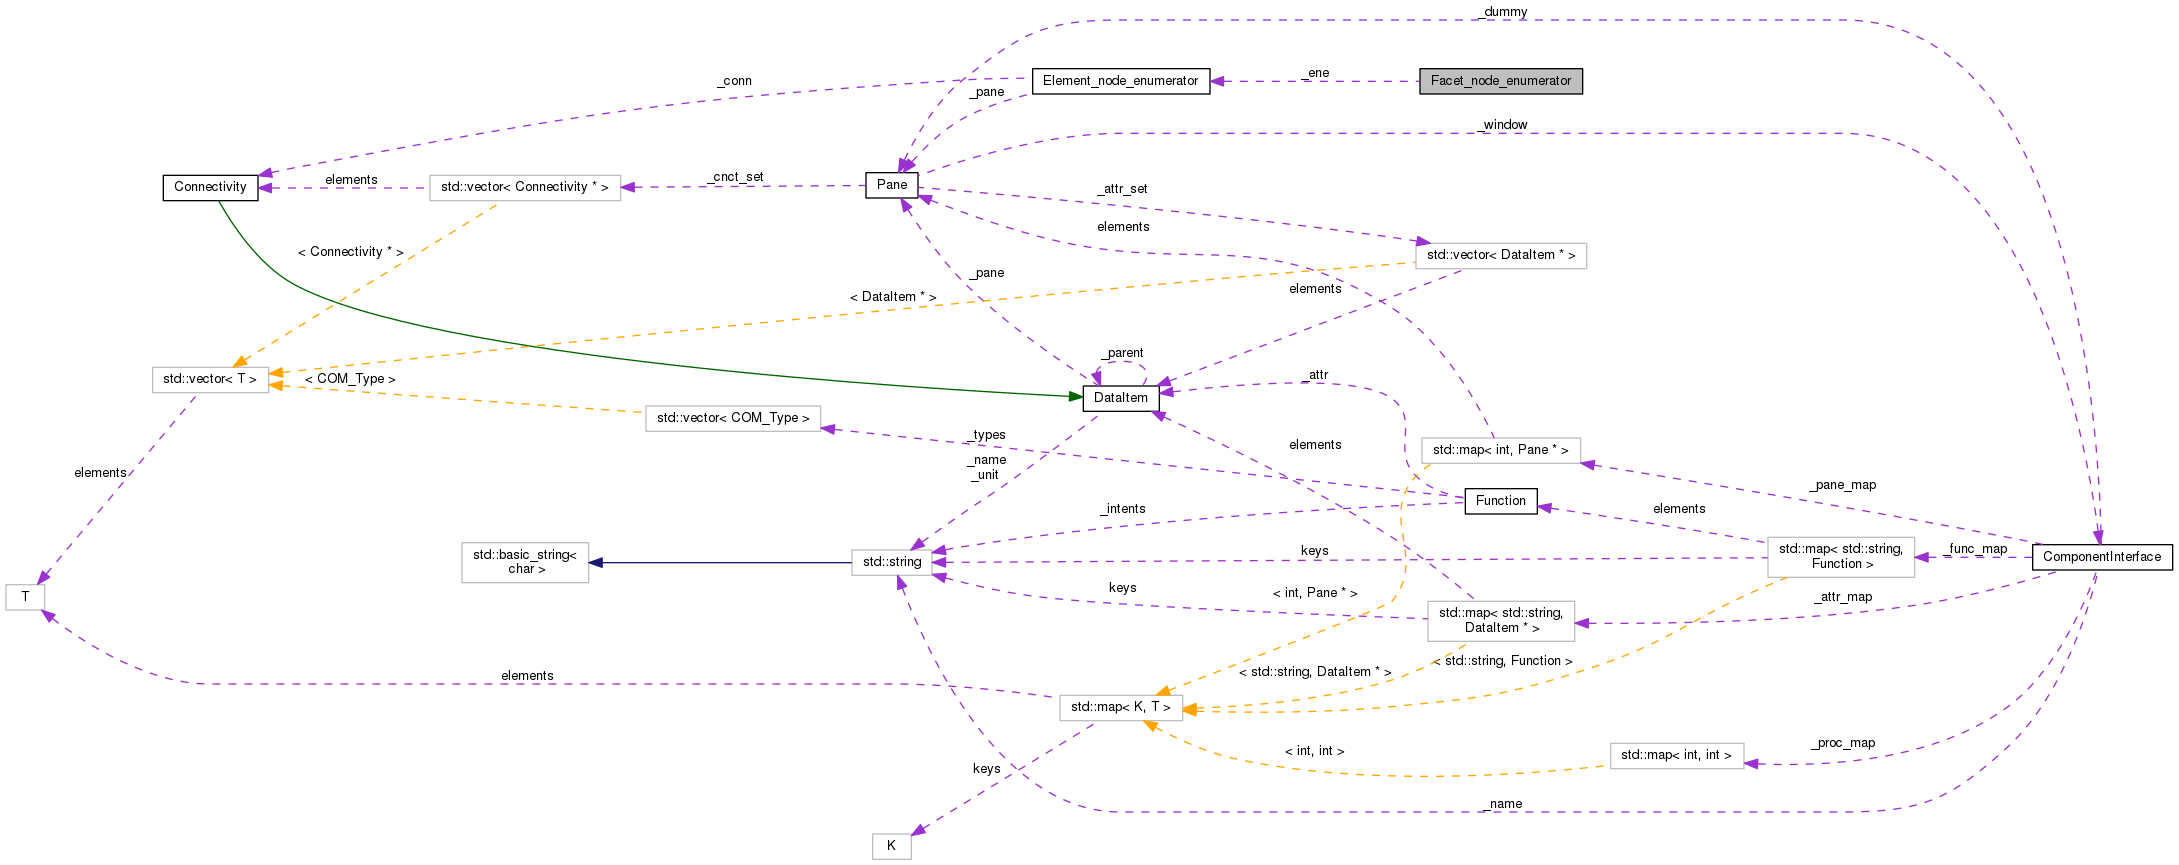 _dummy
_ene
Element_node_enumerator
Facet_node_enumerator
_conn
_pane
_window
Connectivity
elements
std::vector< Connectivity * >
_cnct_set
Pane
_attr_set
elements
< Connectivity * >
std::vector< DataItem * >
_pane
elements
< DataItem * >
_parent
std::vector< T >
< COM_Type >
_attr
DataItem
std::vector< COM_Type >
_types
elements
std::map< int, Pane * >
_name
_unit
elements
_pane_map
Function
_intents
elements
std::basic_string<
char >
std::string
keys
std::map< std::string,
Function >
_func_map
ComponentInterface
T
keys
< int, Pane * >
std::map< std::string,
DataItem * >
_attr_map
elements
< std::string, DataItem * >
< std::string, Function >
std::map< K, T >
keys
< int, int >
std::map< int, int >
_proc_map
_name
K